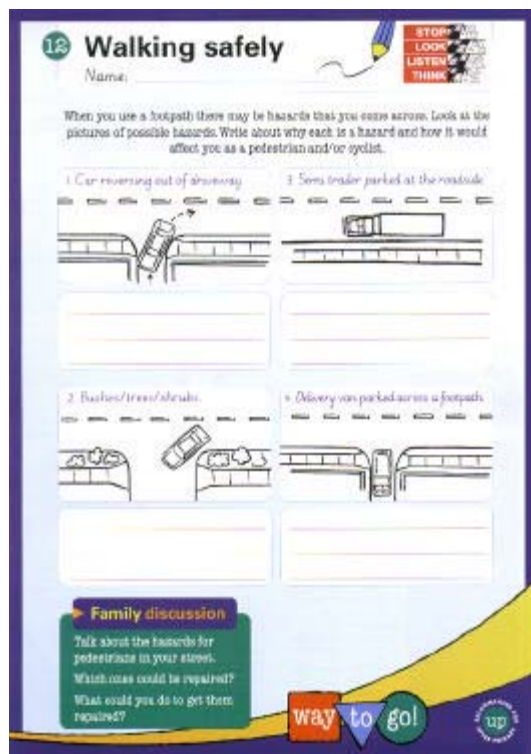 12 Walking safely
Name:
STOP
LOOK
LISTEN
THINK
When you use a footpath there may be hazards that you come across. Look at the
pictures of possible hazards. Write about why each is a hazard and how it would
affect you as a pedestrian and/or cyclist.
1. Car reversing out of driveway
3. Semi trader parked at the roadside
2. Bushes/trees/shrubs
4. Delivery van parked across a footpath
Family discussion
Talk about the hazards for
pedestrians in your street.
Which ones could be repaired?
What could you do to get them
repaired?
way to go!
up